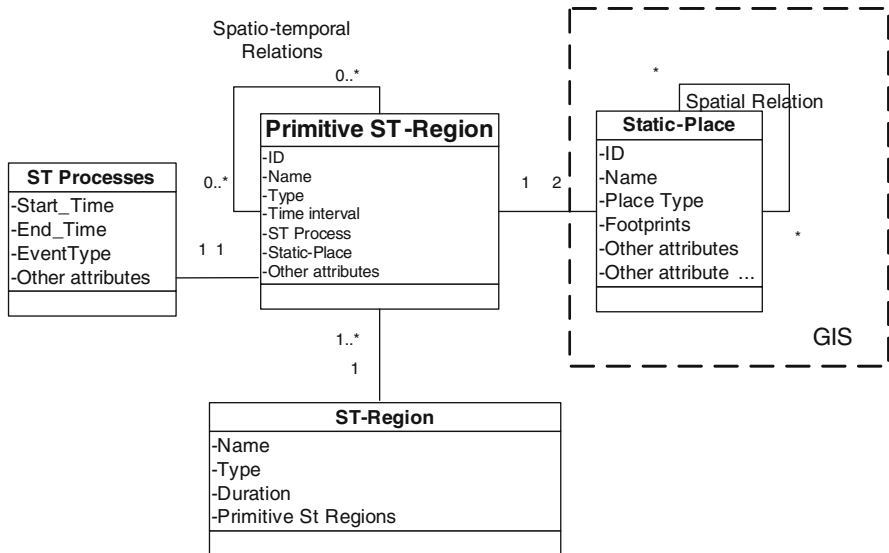 Spatio-temporal
Relations
0..*
*
Spatial Relation
Primitive ST-Region
-ID
-Name
-Type
-Time interval
-ST Process
-Static-Place
-Other attributes
0..*
ST Processes
-Start_Time
-End_Time
-EventType
-Other attributes
1 1
1 2
Static-Place
-ID
-Name
-Place Type
-Footprints
-Other attributes
-Other attribute ...
*
GIS
1..*
1
ST-Region
-Name
-Type
-Duration
-Primitive St Regions